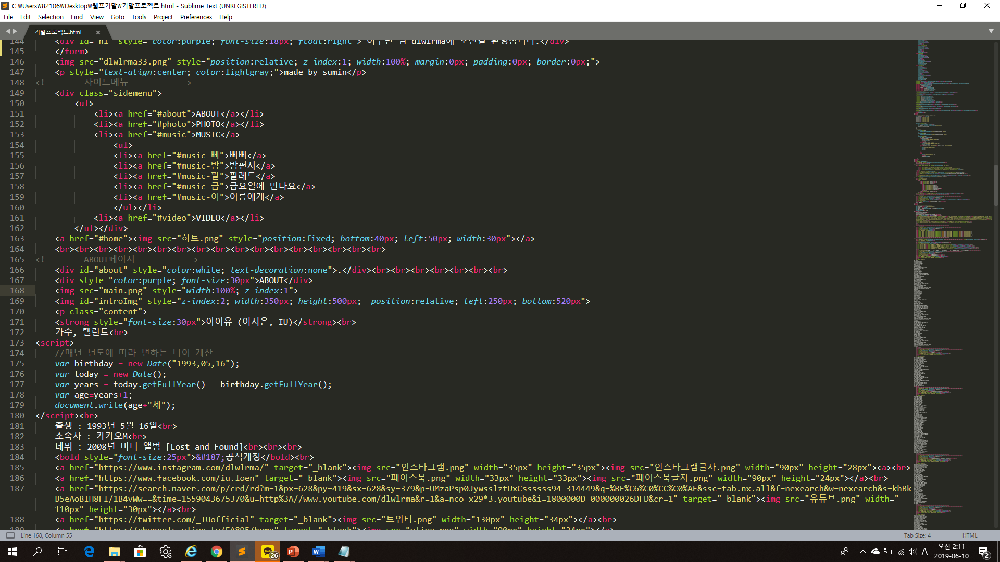 C:₩Users₩82106₩Desktop₩웹프기말₩기말프로젝트.html - Sublime Text (UNREGISTERED)
File Edit Selection Find View Goto Tools Project Preferences Help
기말프로젝트.html ×
144 <div id="hi" style="color:purple; font-size:18px; float:right"> dlwlrma에 오신걸 환영합니다.</div>
145 </form>
146 <img src="dlwlrma33.png" style="position:relative; z-index:1; width:100%; margin:0px; padding:0px; border:0px;">
147 <p style="text-align:center; color:lightgray;">made by sumin</p>
148 <!--------사이드메뉴------------>
149 <div class="sidemenu">
150 <ul>
151 <li><a href="#about">ABOUT</a></li>
152 <li><a href="#photo">PHOTO</a></li>
153 <li><a href="#music">MUSIC</a>
154 <ul>
155 <li><a href="#music-삐">삐삐</a>
156 <li><a href="#music-밤">밤편지</a>
157 <li><a href="#music-팔">팔레트</a>
158 <li><a href="#music-금">금요일에 만나요</a>
159 <li><a href="#music-이">이름에게</a>
160 </ul></li>
161 <li><a href="#video">VIDEO</a></li>
162 </ul></div>
163 <a href="#home"><img src="하트.png" style="position:fixed; bottom:40px; left:50px; width:30px"></a>
164 <br><br><br><br><br><br><br><br><br><br><br><br><br><br><br><br><br>
165 <!--------ABOUT페이지------------>
166 <div id="about" style="color:white; text-decoration:none">.</div><br><br><br><br><br><br><br>
167 <div style="color:purple; font-size:30px">ABOUT</div>
168 <img src="main.png" style="width:100%; z-index:1">
169 <img id="introImg" style="z-index:2; width:350px; height:500px;  position:relative; left:250px; bottom:520px">
170 <p class="content">
171 <strong style="font-size:30px">아이유 (이지은, IU)</strong><br>
172 가수, 탤런트<br>
173 <script>
174 //매년 년도에 따라 변하는 나이 계산
175 var birthday = new Date("1993,05,16");
176 var today = new Date();
177 var years = today.getFullYear() - birthday.getFullYear();
178 var age=years+1;
179 document.write(age+"세");
180 </script><br>
181 출생 : 1993년 5월 16일<br>
182 소속사 : 카카오M<br>
183 데뷔 : 2008년 미니 앨범 [Lost and Found]<br><br><br>
184 <bold style="font-size:25px">&#187;공식계정</bold><br>
185 <a href="https://www.instagram.com/dlwlrma/" target="_blank"><img src="인스타그램.png" width="35px" height="35px"><img src="인스타그램글자.png" width="90px" height="28px"><a><br>
186 <a href="https://www.facebook.com/iu.loen" target="_blank"><img src="페이스북.png" width="33px" height="33px"><img src="페이스북글자.png" width="90px" height="24px"></a><br>
187 <a href="https://search.naver.com/p/crd/rd?m=1&px=628&py=419&sx=628&sy=379&p=UMzaPsp0JywsslztUxCssssss94-314449&q=%BE%C6%C0%CC%C0%AF&ssc=tab.nx.all&f=nexearch&w=nexearch&s=khBk
B5eAoBIH8FI/1B4vWw==&time=1559043675370&u=http%3A//www.youtube.com/dlwlrma&r=1&a=nco_x29*3.youtube&i=1800000D_000000026DFD&cr=1" target="_blank"><img src="유튜브.png" width="
110px" height="30px"></a><br>
188 <a href="https://twitter.com/_IUofficial" target="_blank"><img src="트위터.png" width="130px" height="34px"></a><br>
189 <a href="https://channels.vlive.tv/FA895/home" target="_blank"><img src="vlive.png" width="90px" height="34px"></a>
Line 168, Column 55 Tab Size: 4 HTML
TALK 26
A 오전 2:11
2019-06-10 2